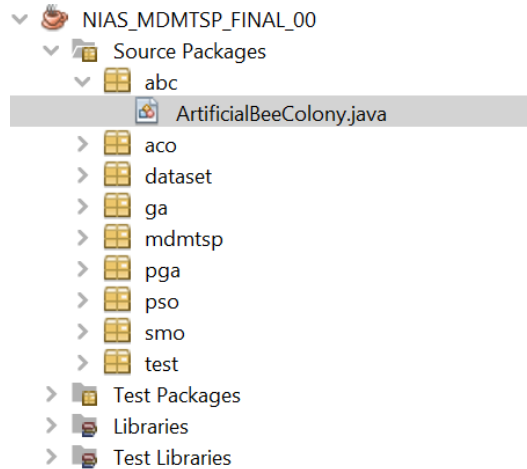 NIAS_MDMTSP_FINAL_00
Source Packages
abc
ArtificialBeeColony.java
aco
dataset
ga
mdmtsp
pga
pso
smo
test
Test Packages
Libraries
Test Libraries